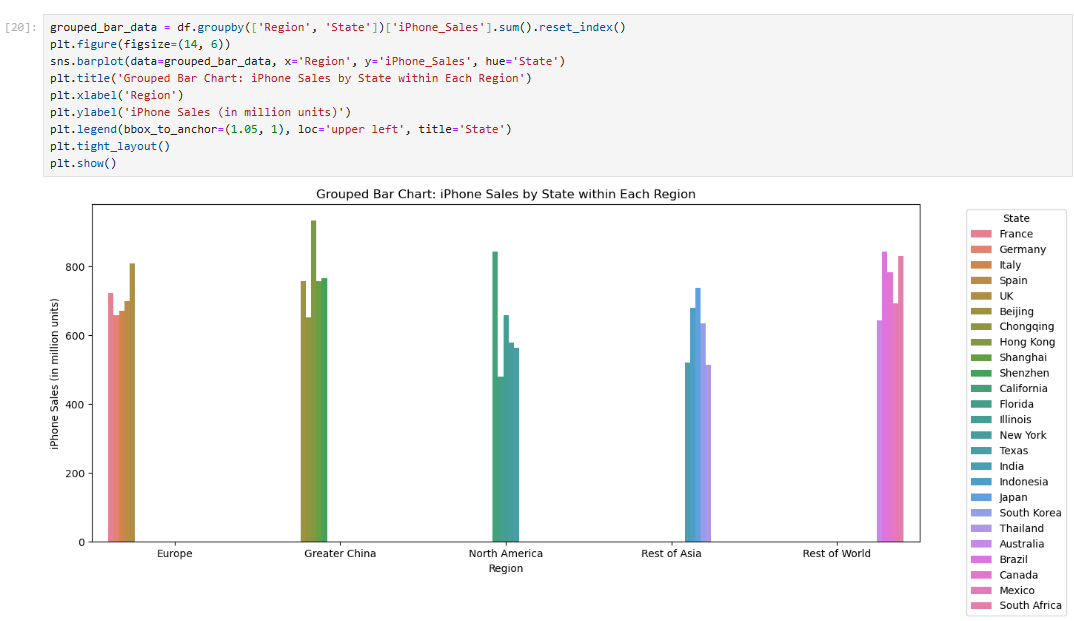 [20]: grouped_bar_data = df.groupby(['Region', 'State'])['iPhone_Sales'].sum().reset_index()
plt.figure(figsize=(14, 6))
sns.barplot(data=grouped_bar_data, x='Region', y='iPhone_Sales', hue='State')
plt.title('Grouped Bar Chart: iPhone Sales by State within Each Region')
plt.xlabel('Region')
plt.ylabel('iPhone Sales (in million units)')
plt.legend(bbox_to_anchor=(1.05, 1), loc='upper left', title='State')
plt.tight_layout()
plt.show()
Grouped Bar Chart: iPhone Sales by State within Each Region
iPhone Sales (in million units)
800
600
400
200
0
Europe
Greater China
North America
Rest of Asia
Rest of World
Region
State
France
Germany
Italy
Spain
UK
Beijing
Chongqing
Hong Kong
Shanghai
Shenzhen
California
Florida
Illinois
New York
Texas
India
Indonesia
Japan
South Korea
Thailand
Australia
Brazil
Canada
Mexico
South Africa